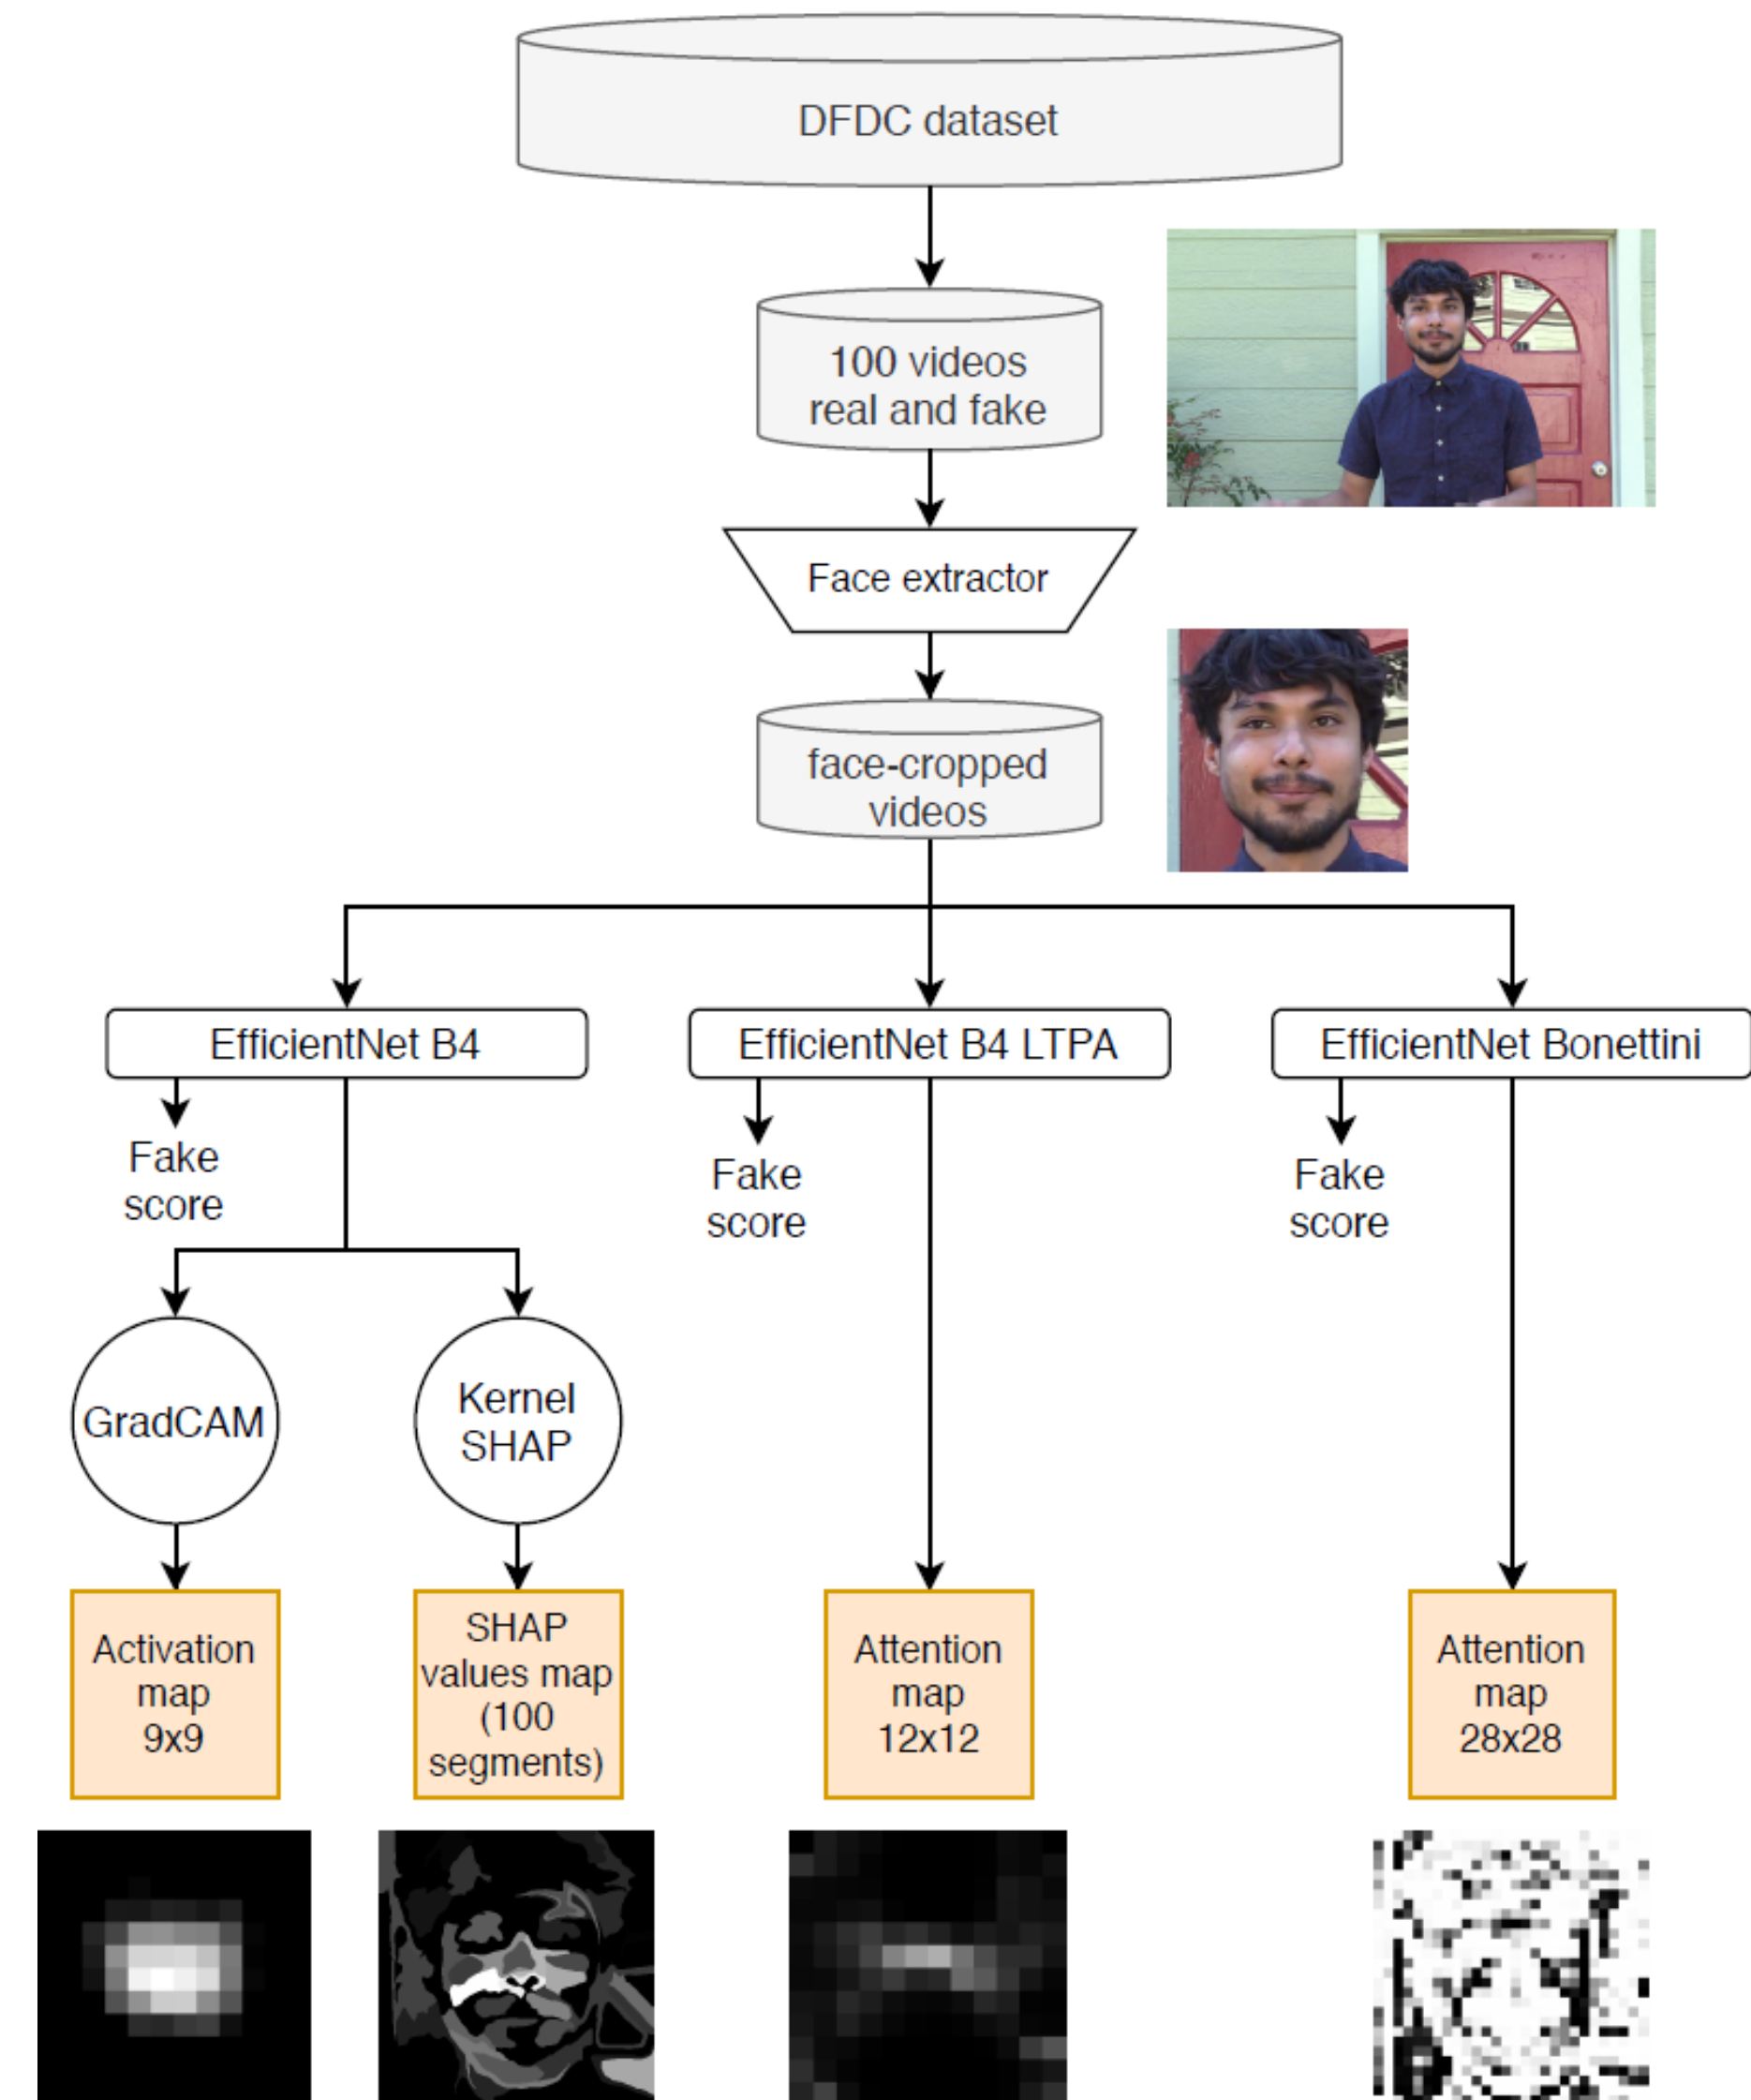 DFDC dataset
100 videos
real and fake
Face extractor
face-cropped
videos
EfficientNet B4
EfficientNet B4 LTPA
EfficientNet Bonettini
Fake
score
Fake
score
Fake
score
GradCAM
Kernel
SHAP
Activation
map
9x9
SHAP
values map
(100
segments)
Attention
map
12x12
Attention
map
28x28